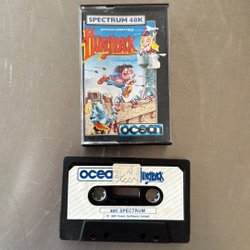 SPECTRUM 48K
HUNCHBACK
ocean
ocea
HUNCHBACK
48K SPECTRUM